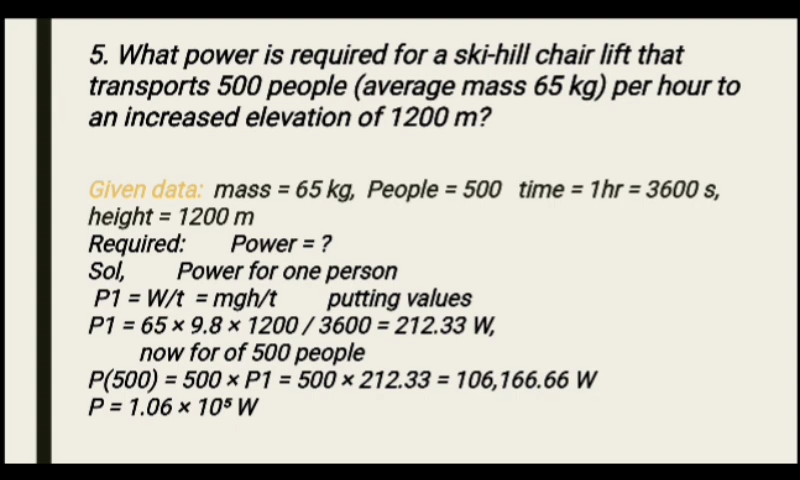 5. What power is required for a ski-hill chair lift that
transports 500 people (average mass 65 kg) per hour to
an increased elevation of 1200 m?
Given data: mass = 65 kg, People = 500 time = 1hr = 3600 s,
height = 1200 m
Required: Power = ?
Sol, Power for one person
P1 = W/t = mgh/t putting values
P1 = 65 × 9.8 × 1200 / 3600 = 212.33 W,
now for of 500 people
P(500) = 500 × P1 = 500 × 212.33 = 106,166.66 W
P = 1.06 × 10⁵ W